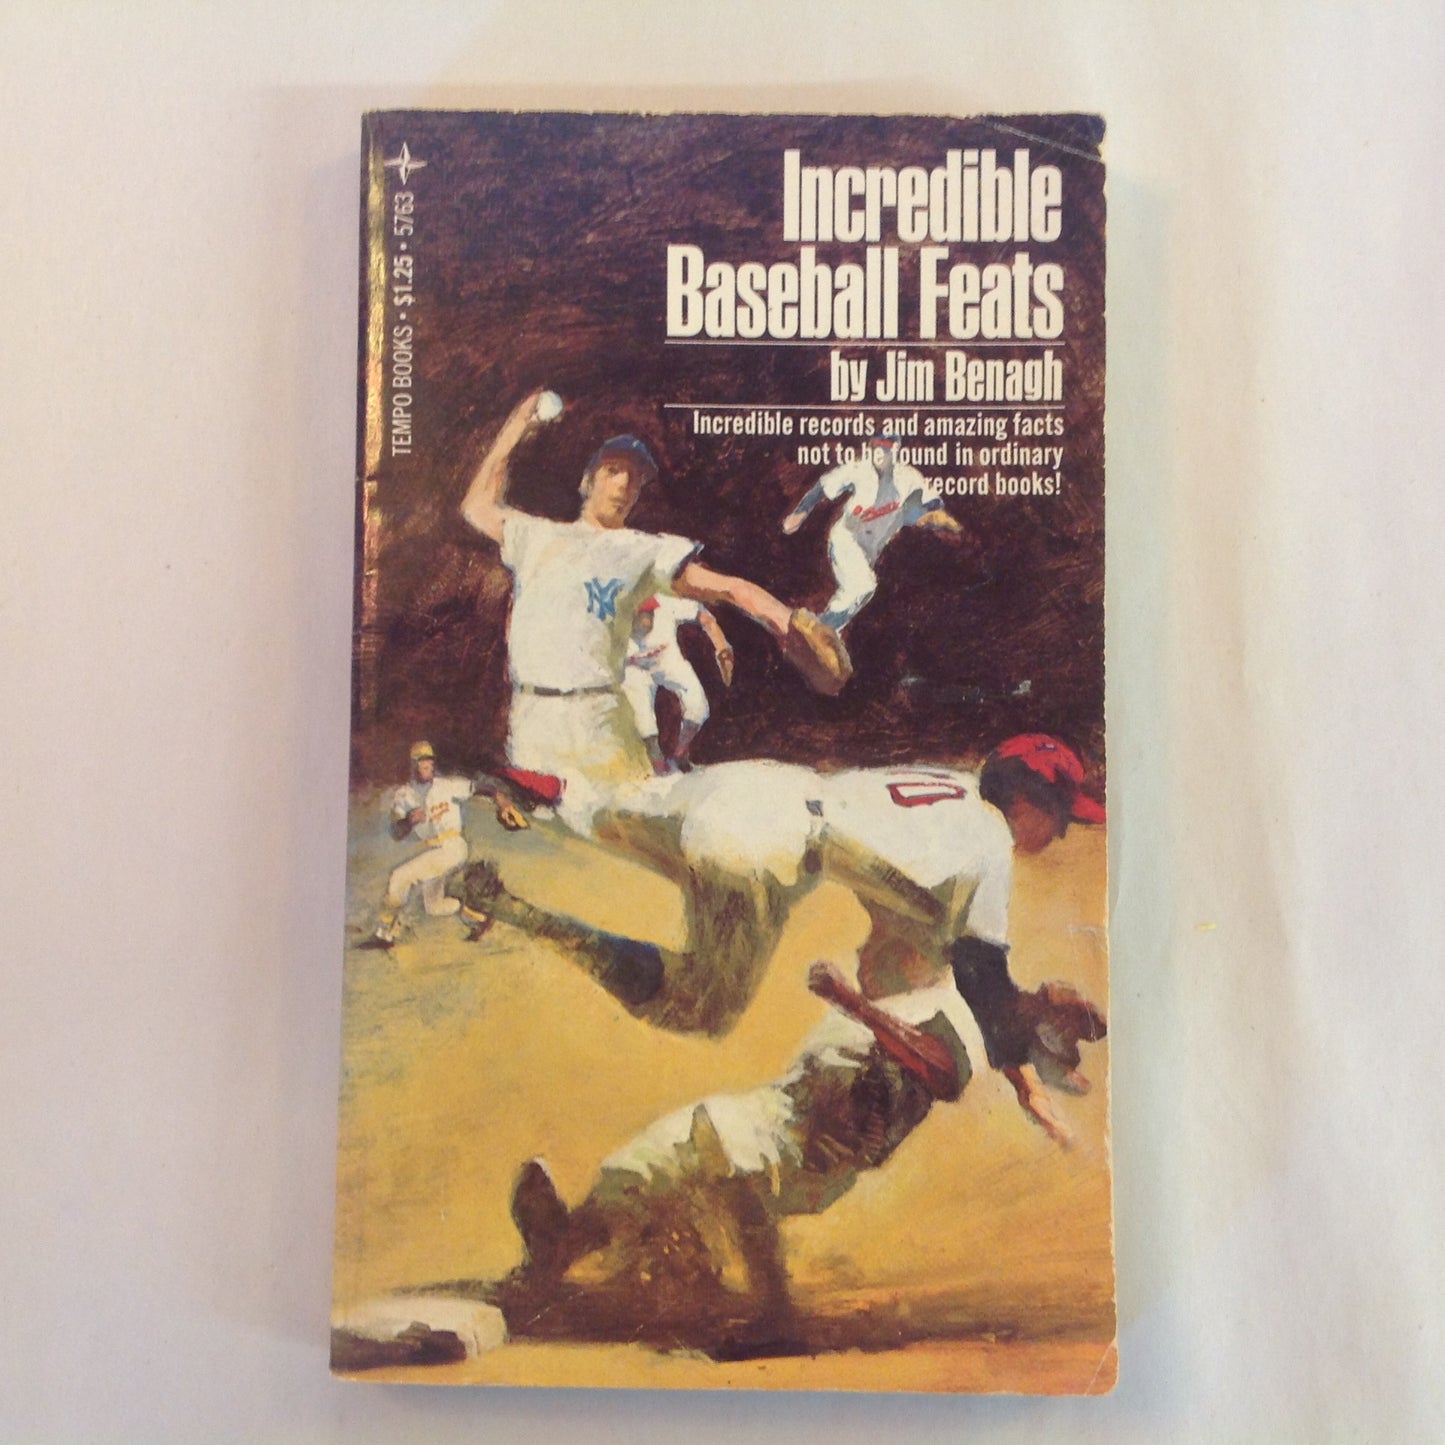 TEMPO BOOKS • $1.25 • 5763
Incredible
Baseball Feats
by Jim Benagh
Incredible records and amazing facts
not to be found in ordinary
record books!
NY